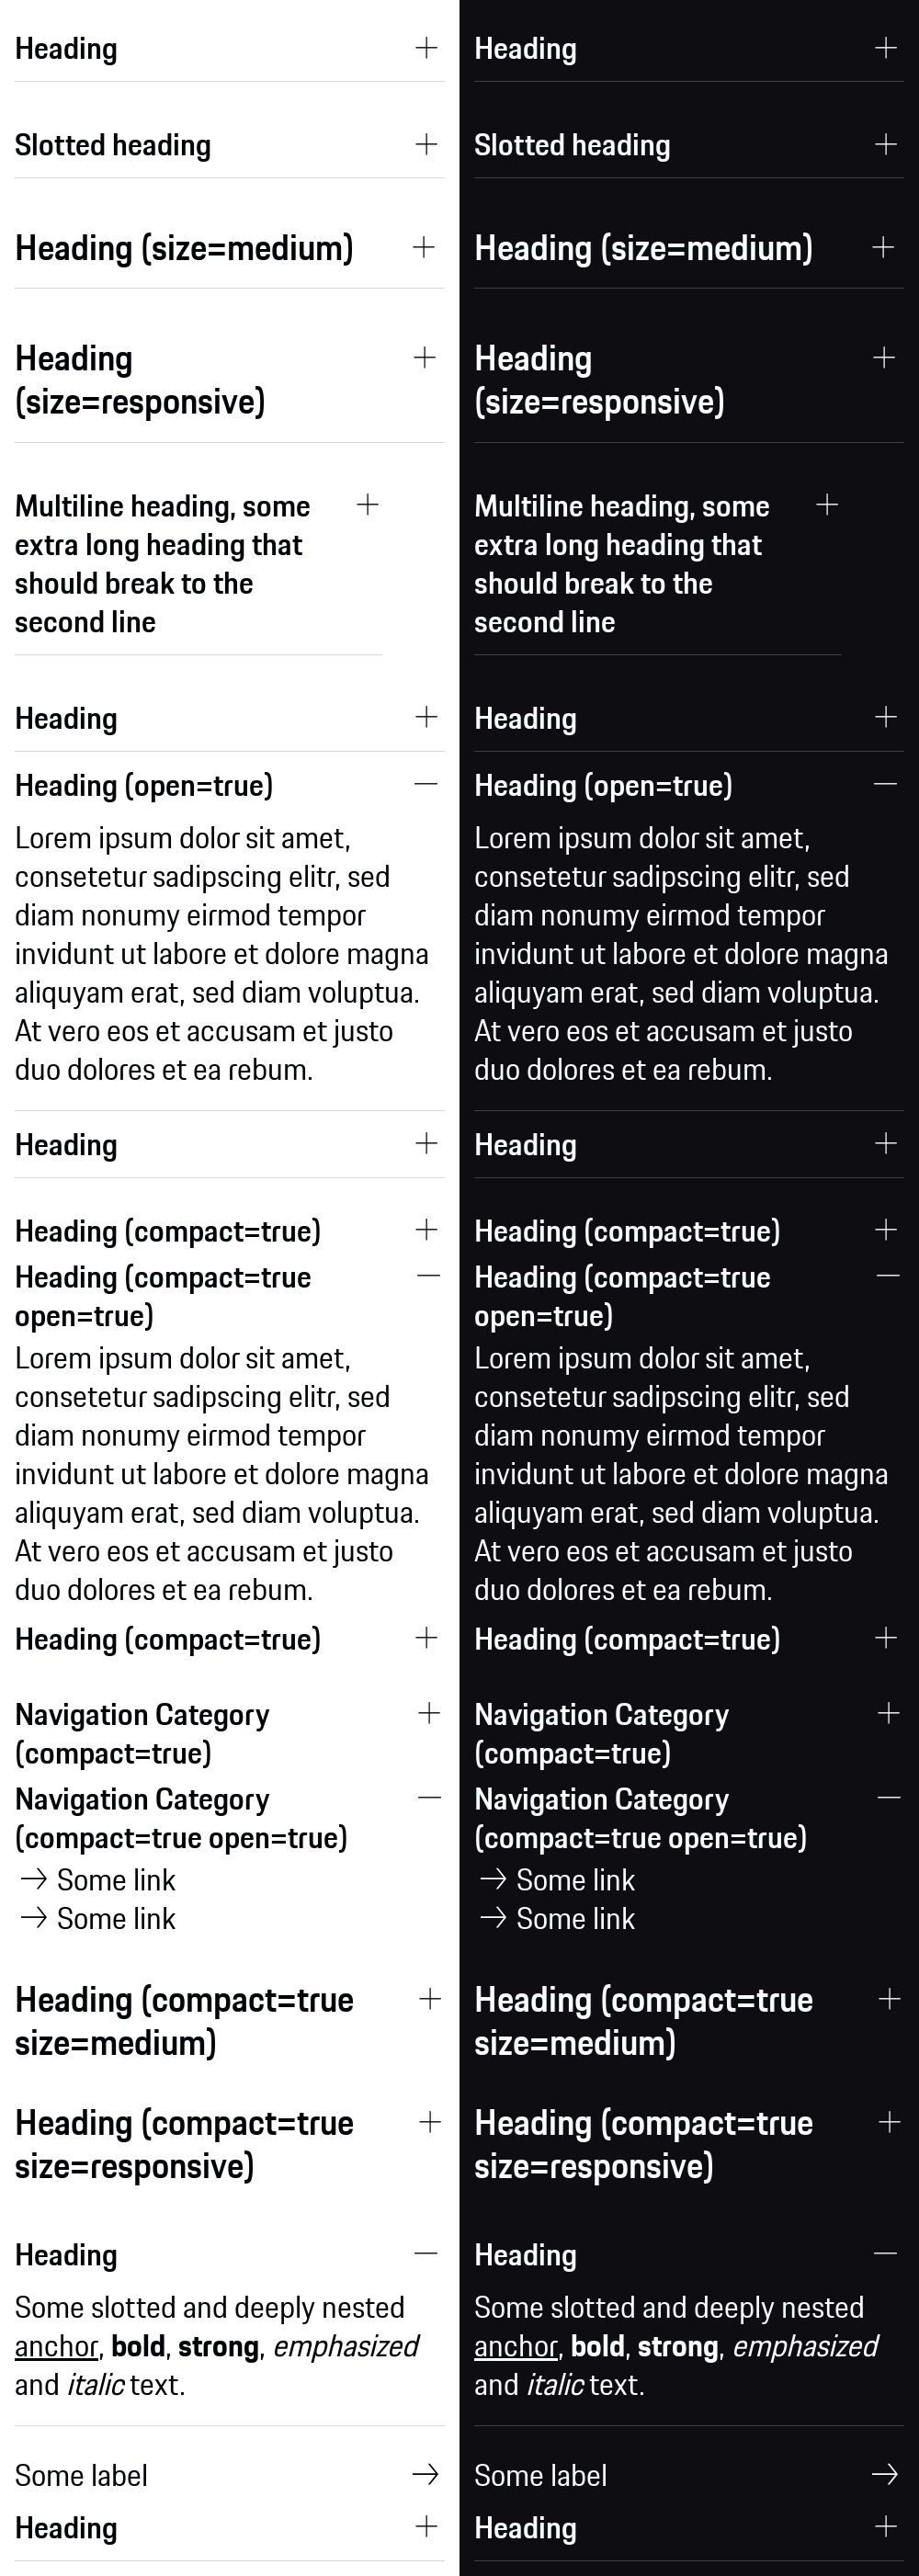 Heading
Slotted heading
Heading (size=medium)
Heading
(size=responsive)
Multiline heading, some
extra long heading that
should break to the
second line
Heading
Heading (open=true)
Lorem ipsum dolor sit amet,
consetetur sadipscing elitr, sed
diam nonumy eirmod tempor
invidunt ut labore et dolore magna
aliquyam erat, sed diam voluptua.
At vero eos et accusam et justo
duo dolores et ea rebum.
Heading
Heading (compact=true)
Heading (compact=true
open=true)
Lorem ipsum dolor sit amet,
consetetur sadipscing elitr, sed
diam nonumy eirmod tempor
invidunt ut labore et dolore magna
aliquyam erat, sed diam voluptua.
At vero eos et accusam et justo
duo dolores et ea rebum.
Heading (compact=true)
Navigation Category
(compact=true)
Navigation Category
(compact=true open=true)
Some link
Some link
Heading (compact=true
size=medium)
Heading (compact=true
size=responsive)
Heading
Some slotted and deeply nested
anchor, bold, strong, emphasized
and italic text.
Some label
Heading
Heading
Slotted heading
Heading (size=medium)
Heading
(size=responsive)
Multiline heading, some
extra long heading that
should break to the
second line
Heading
Heading (open=true)
Lorem ipsum dolor sit amet,
consetetur sadipscing elitr, sed
diam nonumy eirmod tempor
invidunt ut labore et dolore magna
aliquyam erat, sed diam voluptua.
At vero eos et accusam et justo
duo dolores et ea rebum.
Heading
Heading (compact=true)
Heading (compact=true
open=true)
Lorem ipsum dolor sit amet,
consetetur sadipscing elitr, sed
diam nonumy eirmod tempor
invidunt ut labore et dolore magna
aliquyam erat, sed diam voluptua.
At vero eos et accusam et justo
duo dolores et ea rebum.
Heading (compact=true)
Navigation Category
(compact=true)
Navigation Category
(compact=true open=true)
Some link
Some link
Heading (compact=true
size=medium)
Heading (compact=true
size=responsive)
Heading
Some slotted and deeply nested
anchor, bold, strong, emphasized
and italic text.
Some label
Heading